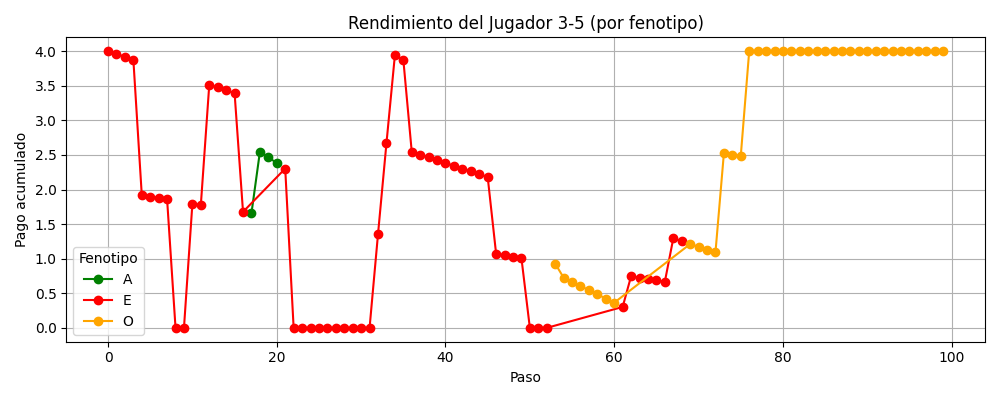 Rendimiento del Jugador 3-5 (por fenotipo)
Pago acumulado
4.0
3.5
3.0
2.5
2.0
1.5
1.0
0.5
0.0
Fenotipo
A
E
O
0 20 40 60 80 100
Paso